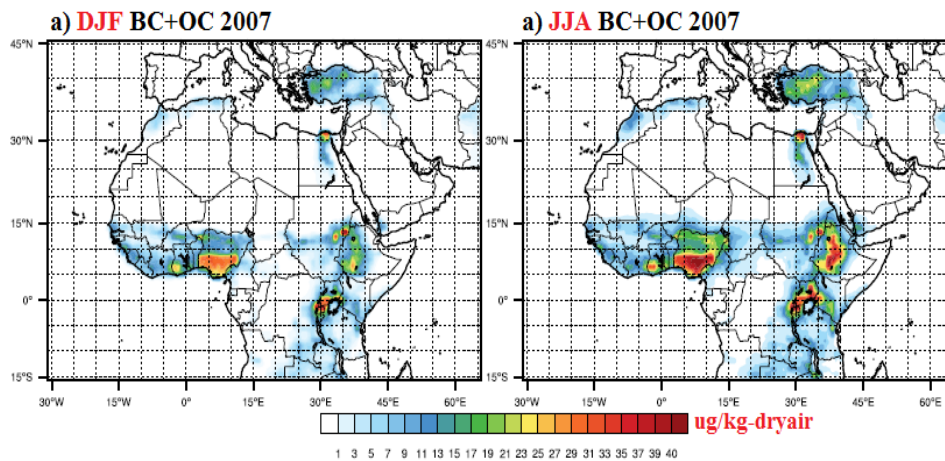 a) DJF BC+OC 2007
a) JJA BC+OC 2007
45°N
30°N
15°N
0°
15°S
30°W 15°W 0° 15°E 30°E 45°E 60°E
45°N
30°N
15°N
0°
15°S
30°W 15°W 0° 15°E 30°E 45°E 60°E
ug/kg-dryair
1 3 5 7 9 11 13 15 17 19 21 23 25 27 29 31 33 35 37 39 40